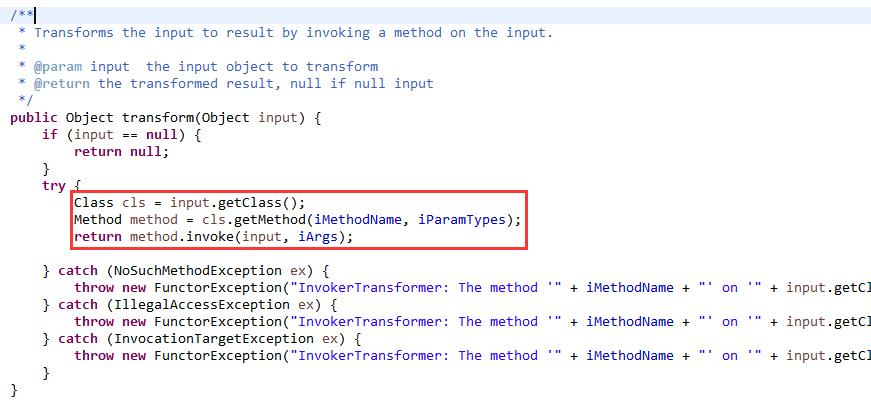 /**
 * Transforms the input to result by invoking a method on the input.
 *
 * @param input  the input object to transform
 * @return the transformed result, null if null input
 */
public Object transform(Object input) {
    if (input == null) {
        return null;
    }
    try {
        Class cls = input.getClass();
        Method method = cls.getMethod(iMethodName, iParamTypes);
        return method.invoke(input, iArgs);

    } catch (NoSuchMethodException ex) {
        throw new FunctorException("InvokerTransformer: The method '" + iMethodName + "' on '" + input.getCl
    } catch (IllegalAccessException ex) {
        throw new FunctorException("InvokerTransformer: The method '" + iMethodName + "' on '" + input.getCl
    } catch (InvocationTargetException ex) {
        throw new FunctorException("InvokerTransformer: The method '" + iMethodName + "' on '" + input.getCl
    }
}